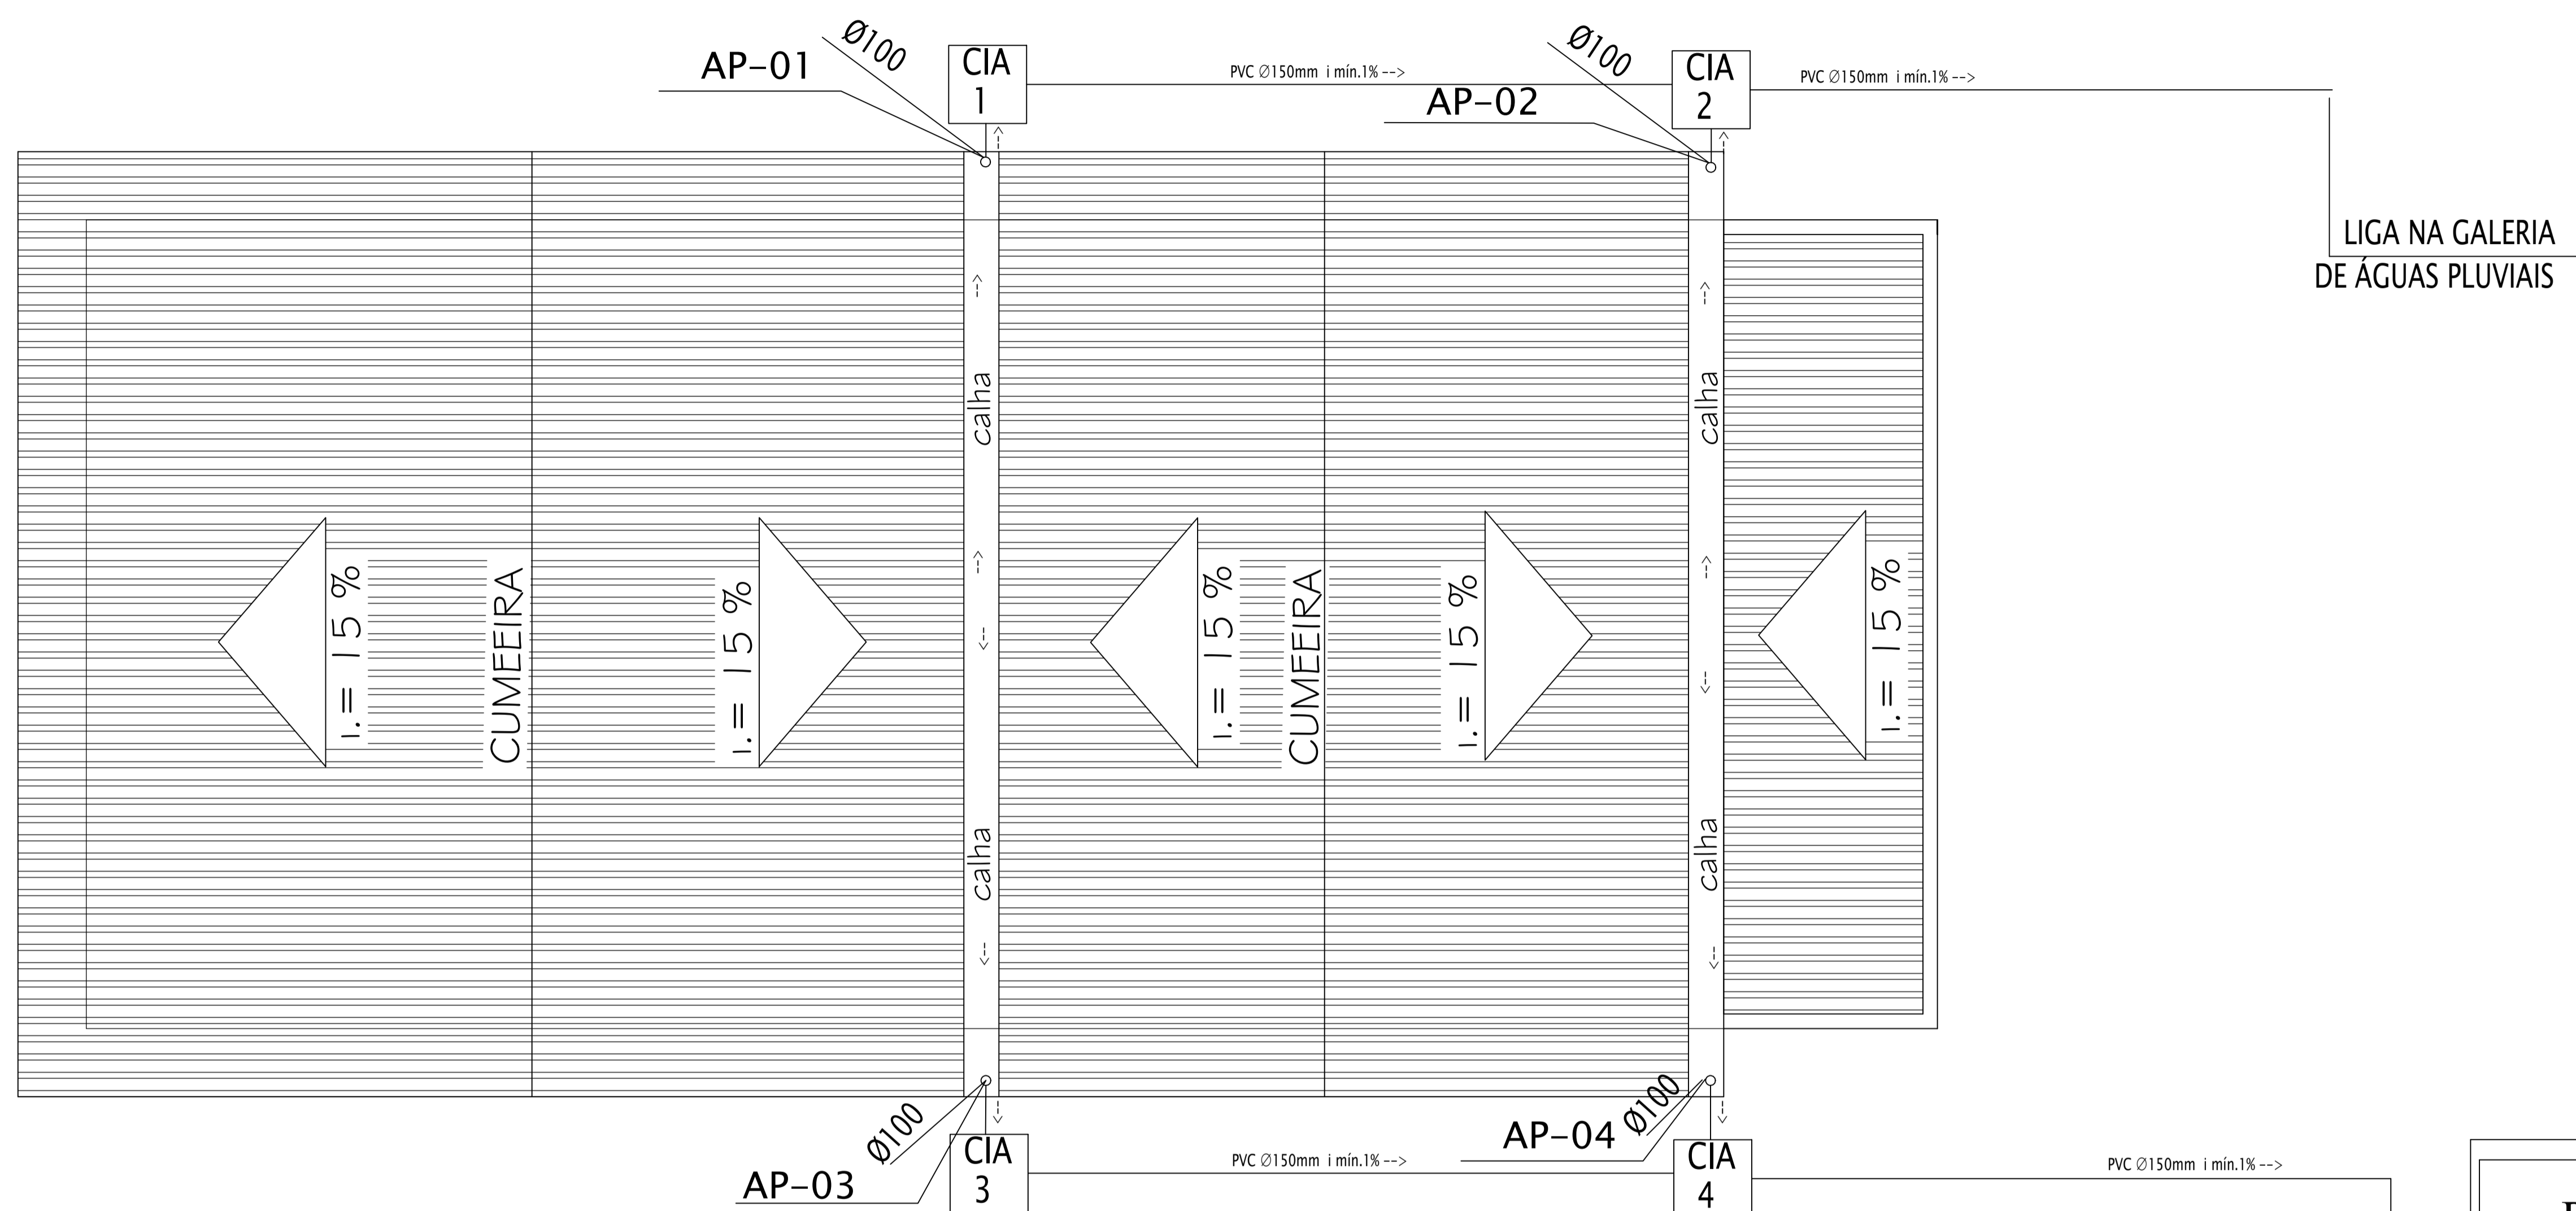 AP-01
Ø100
CIA
1
PVC Ø150mm i mín.1% -->
AP-02
Ø100
CIA
2
PVC Ø150mm i mín.1% -->
LIGA NA GALERIA
DE ÁGUAS PLUVIAIS
calha
calha
i.= 15 %
CUMEEIRA
i.= 15 %
i.= 15 %
CUMEEIRA
i.= 15 %
i.= 15 %
calha
calha
Ø100
AP-03
CIA
3
PVC Ø150mm i mín.1% -->
AP-04
Ø100
CIA
4
PVC Ø150mm i mín.1% -->